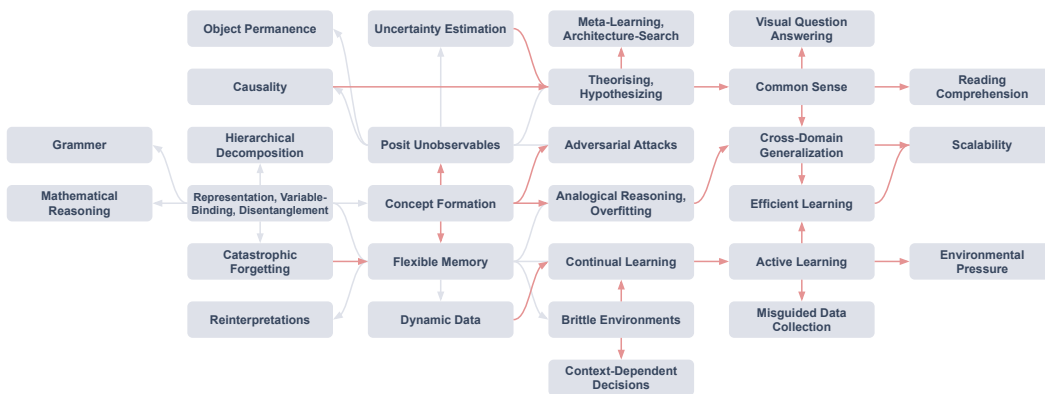 Object Permanence
Uncertainty Estimation
Meta-Learning,
Architecture-Search
Visual Question
Answering
Causality
Theorising,
Hypothesizing
Common Sense
Reading
Comprehension
Grammer
Hierarchical
Decomposition
Posit Unobservables
Adversarial Attacks
Cross-Domain
Generalization
Scalability
Mathematical
Reasoning
Representation, Variable-
Binding, Disentanglement
Concept Formation
Analogical Reasoning,
Overfitting
Efficient Learning
Catastrophic
Forgetting
Flexible Memory
Continual Learning
Active Learning
Environmental
Pressure
Reinterpretations
Dynamic Data
Brittle Environments
Misguided Data
Collection
Context-Dependent
Decisions